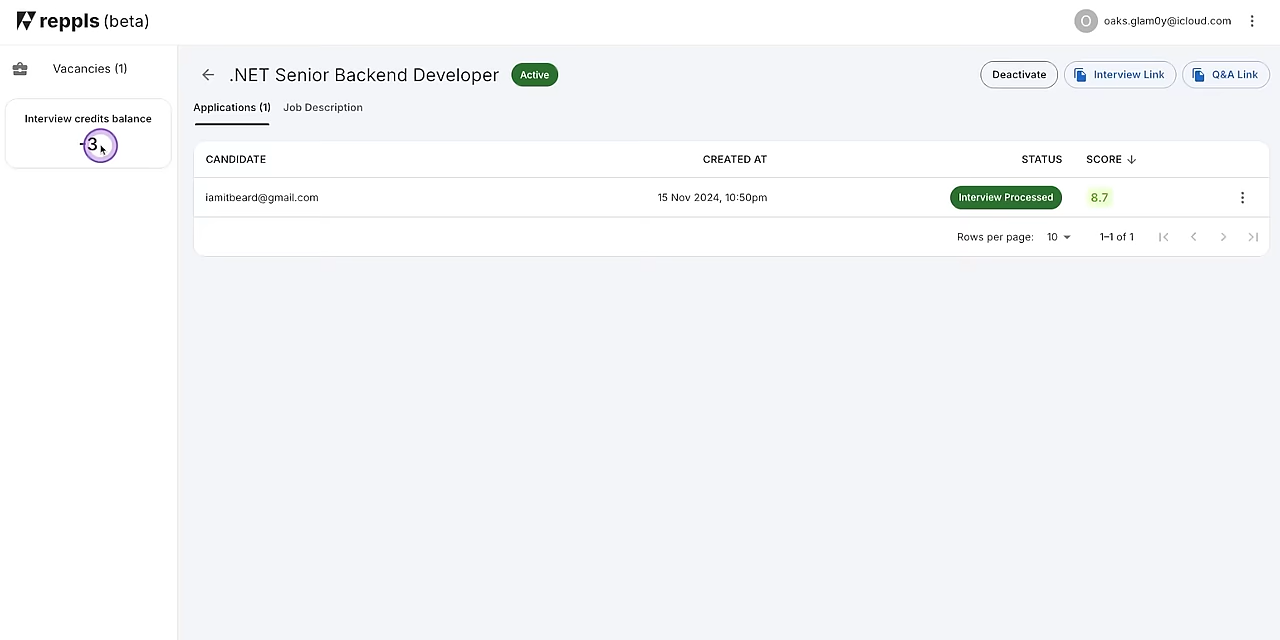 reppls (beta)
O oaks.glam0y@icloud.com
Vacancies (1)
Interview credits balance
-3
.NET Senior Backend Developer Active
Deactivate Interview Link Q&A Link
Applications (1) Job Description
CANDIDATE CREATED AT STATUS SCORE
iamitbeard@gmail.com 15 Nov 2024, 10:50pm Interview Processed 8.7
Rows per page: 10 1–1 of 1